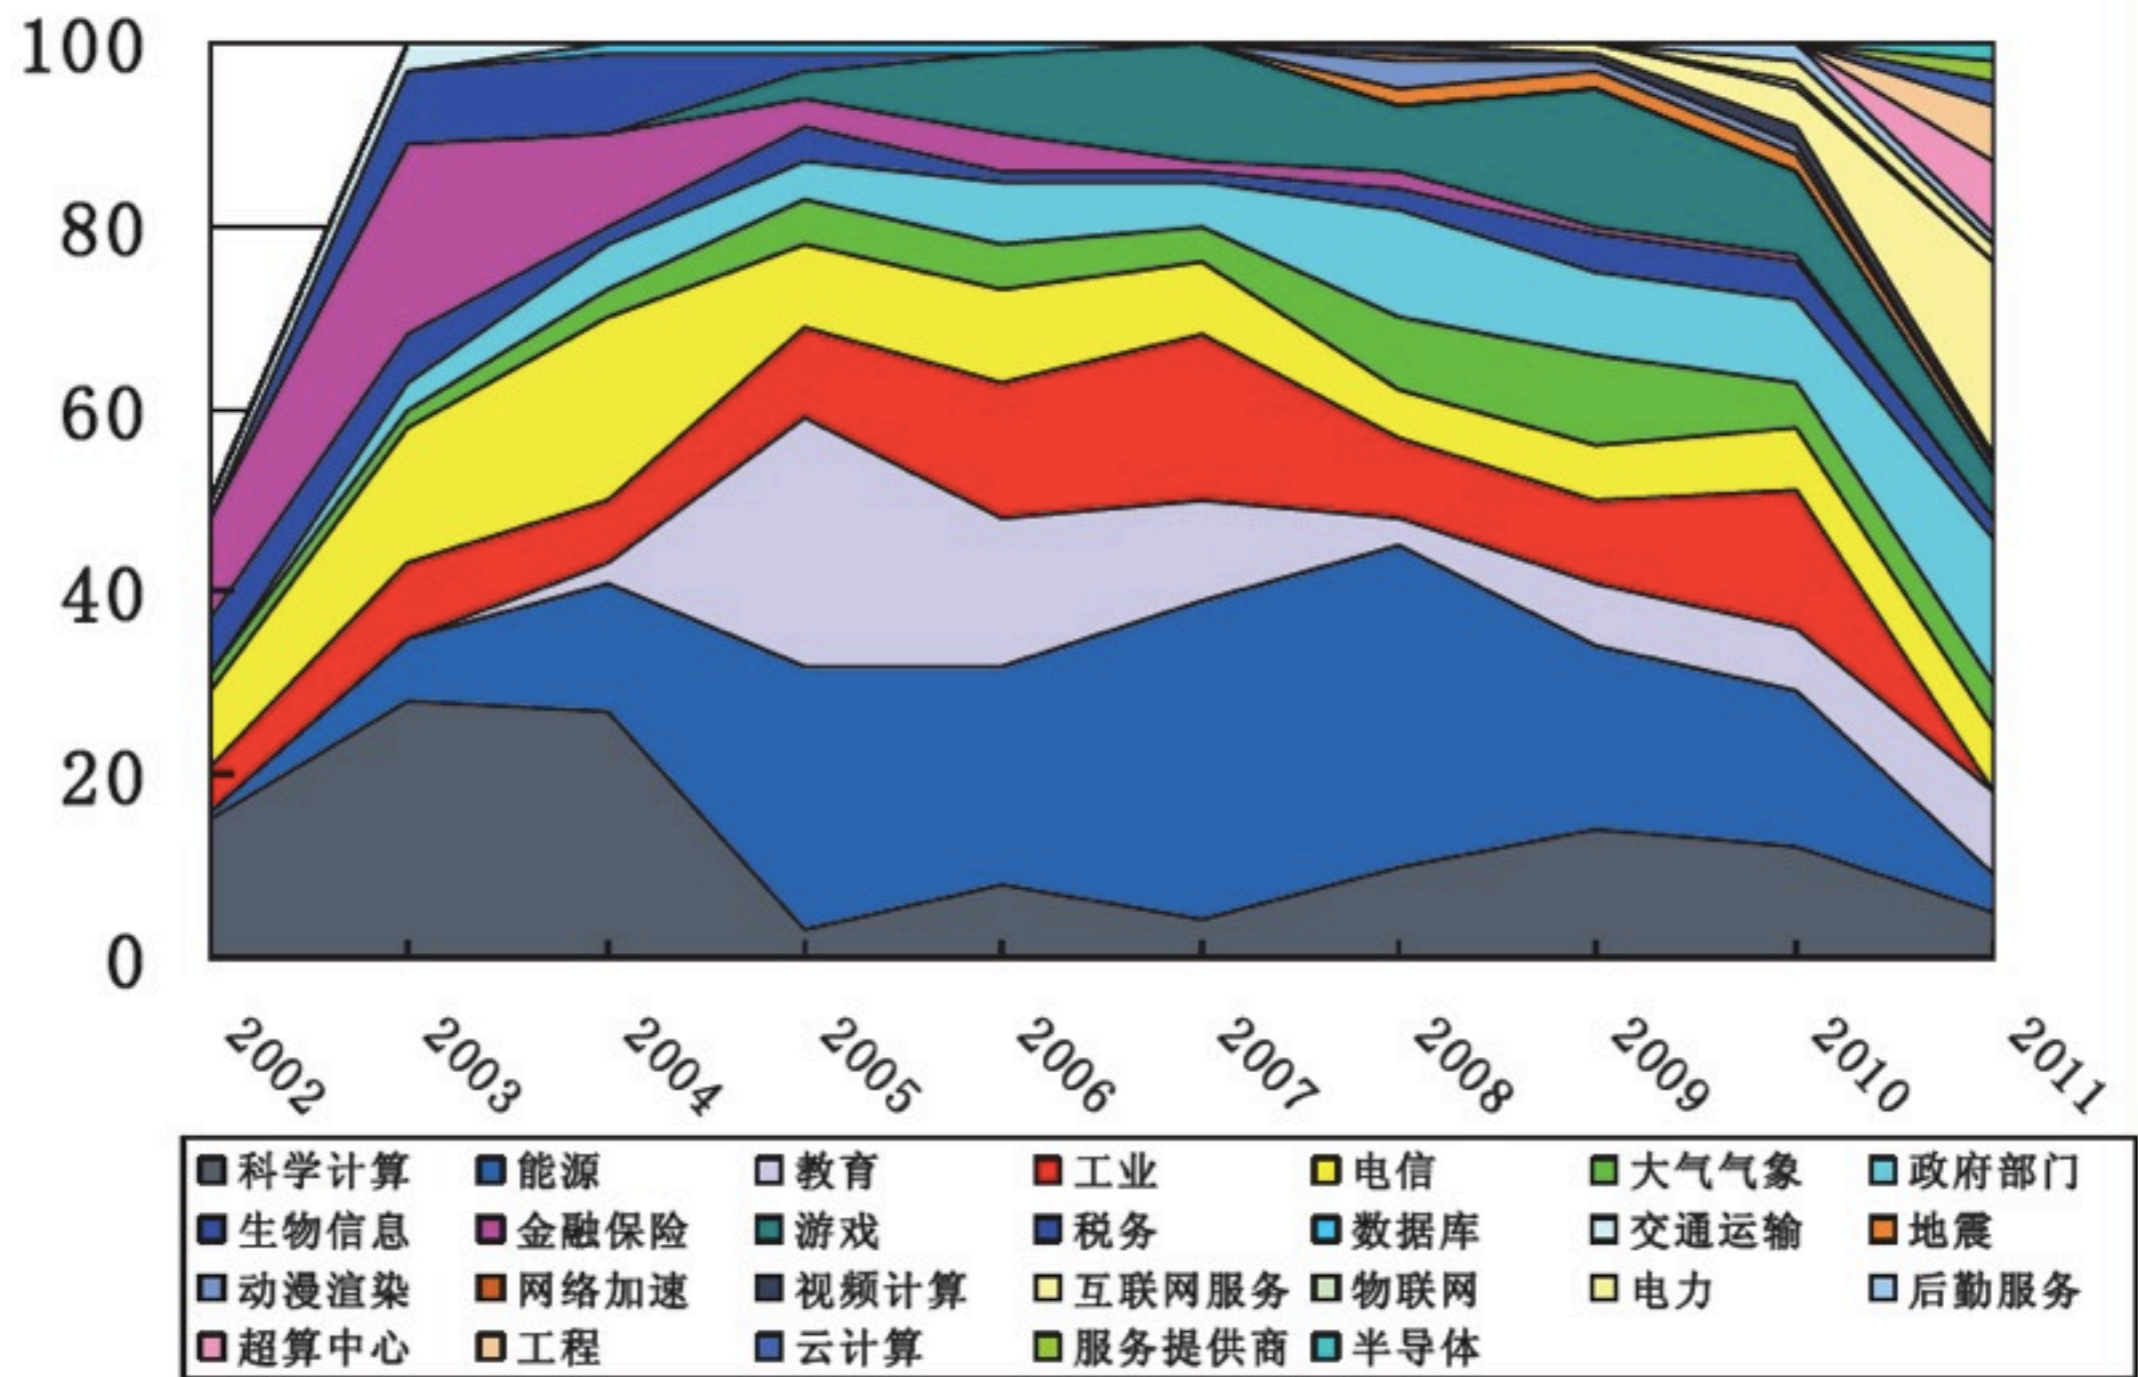 100
80
60
40
20
0
2002 2003 2004 2005 2006 2007 2008 2009 2010 2011
科学计算 能源 教育 工业 电信 大气气象 政府部门
生物信息 金融保险 游戏 税务 数据库 交通运输 地震
动漫渲染 网络加速 视频计算 互联网服务 物联网 电力 后勤服务
超算中心 工程 云计算 服务提供商 半导体